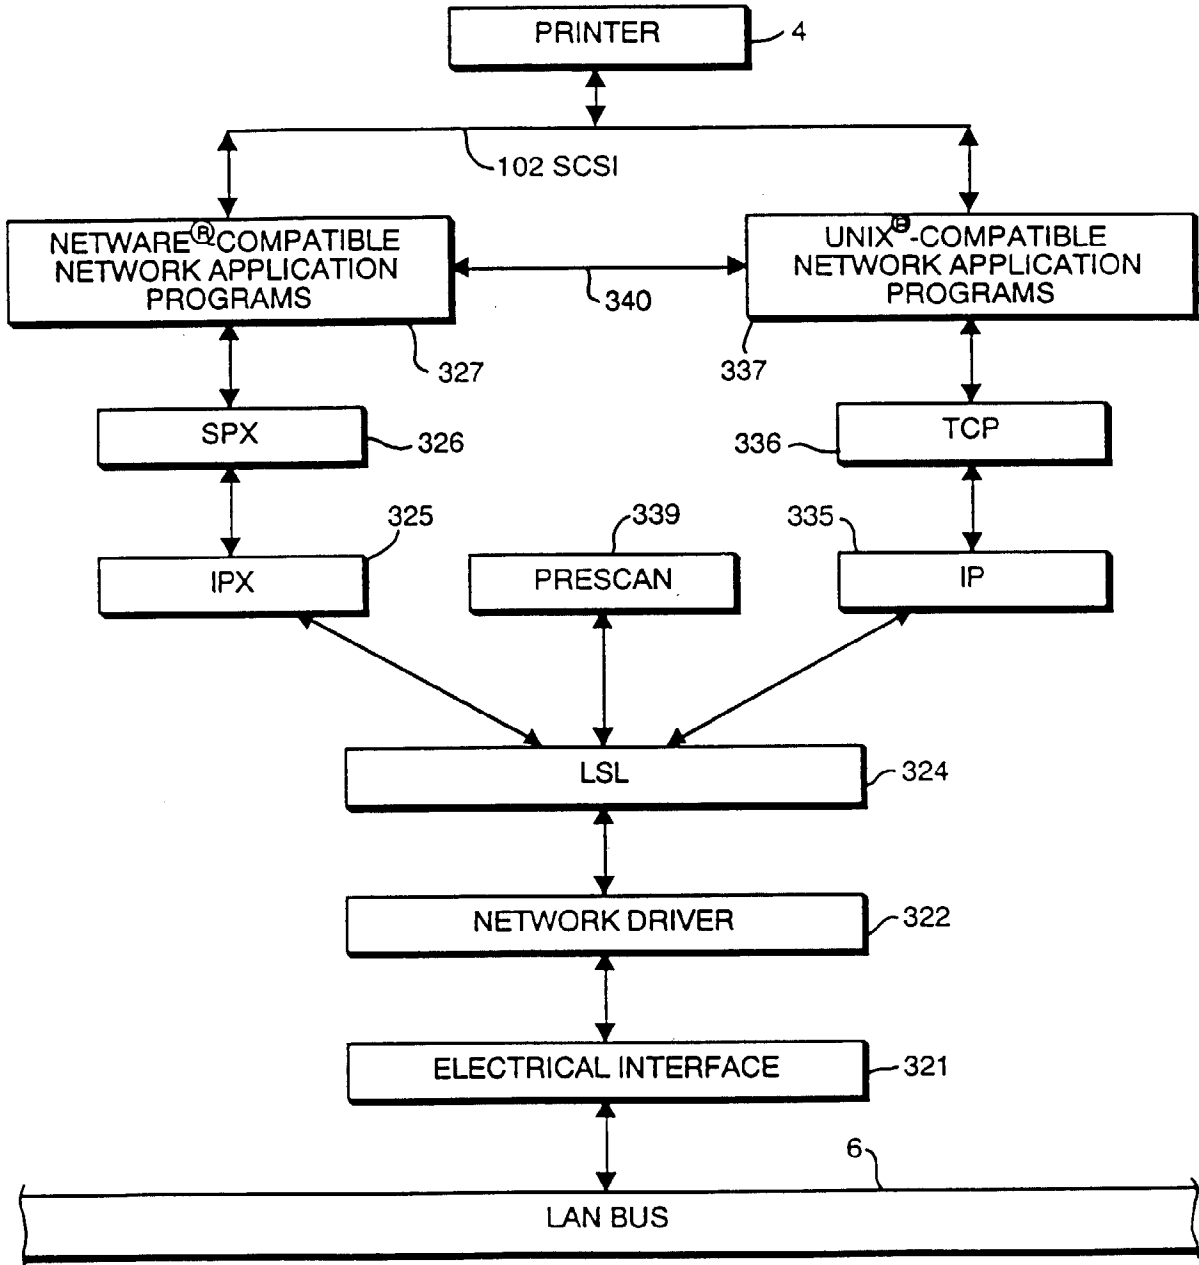 PRINTER
4
102 SCSI
NETWARE®-COMPATIBLE
NETWORK APPLICATION
PROGRAMS
327
340
UNIX®-COMPATIBLE
NETWORK APPLICATION
PROGRAMS
337
SPX
326
TCP
336
IPX
325
PRESCAN
339
IP
335
LSL
324
NETWORK DRIVER
322
ELECTRICAL INTERFACE
321
6
LAN BUS